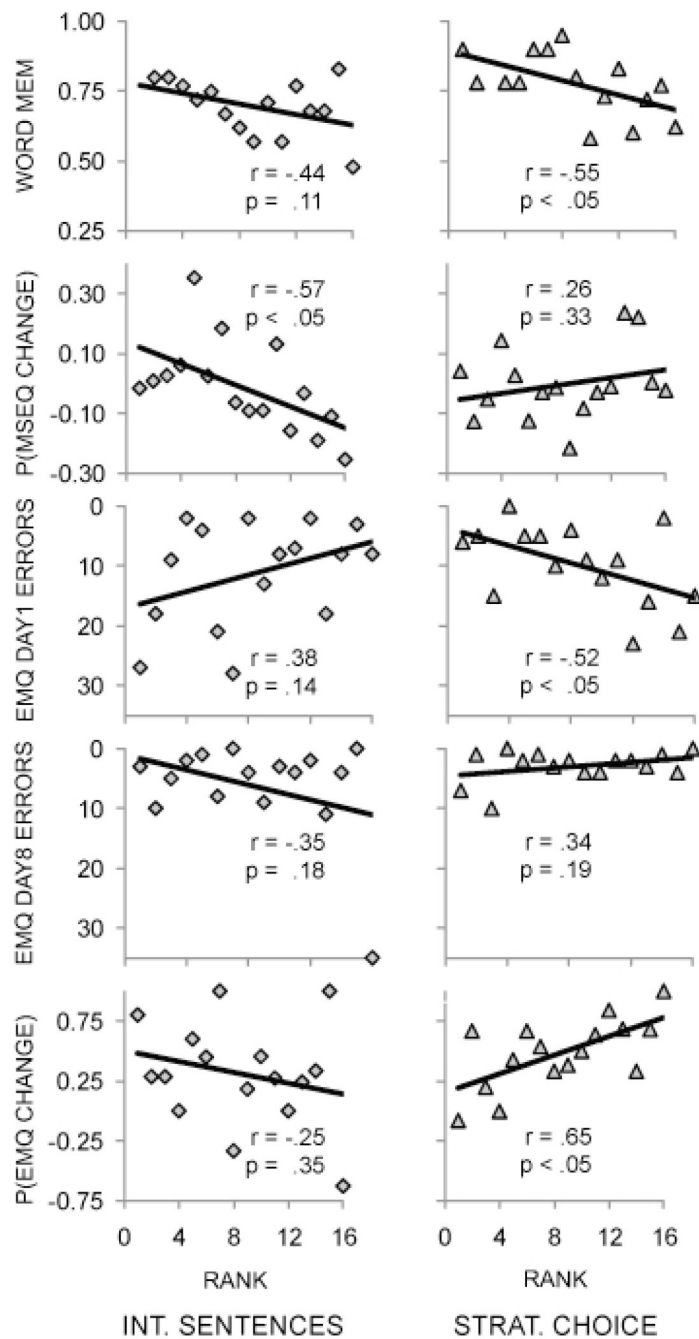 1.00
0.75
0.50
0.25
WORD MEM
r = -.44
p = .11
r = -.55
p < .05
0.30
0.10
-0.10
-0.30
P(MSEQ CHANGE)
r = -.57
p < .05
r = .26
p = .33
0
10
20
30
EMQ DAY1 ERRORS
r = .38
p = .14
r = -.52
p < .05
0
10
20
30
EMQ DAY8 ERRORS
r = -.35
p = .18
r = .34
p = .19
0.75
0.25
-0.25
-0.75
P(EMQ CHANGE)
r = -.25
p = .35
r = .65
p < .05
0 4 8 12 16
0 4 8 12 16
RANK
RANK
INT. SENTENCES
STRAT. CHOICE